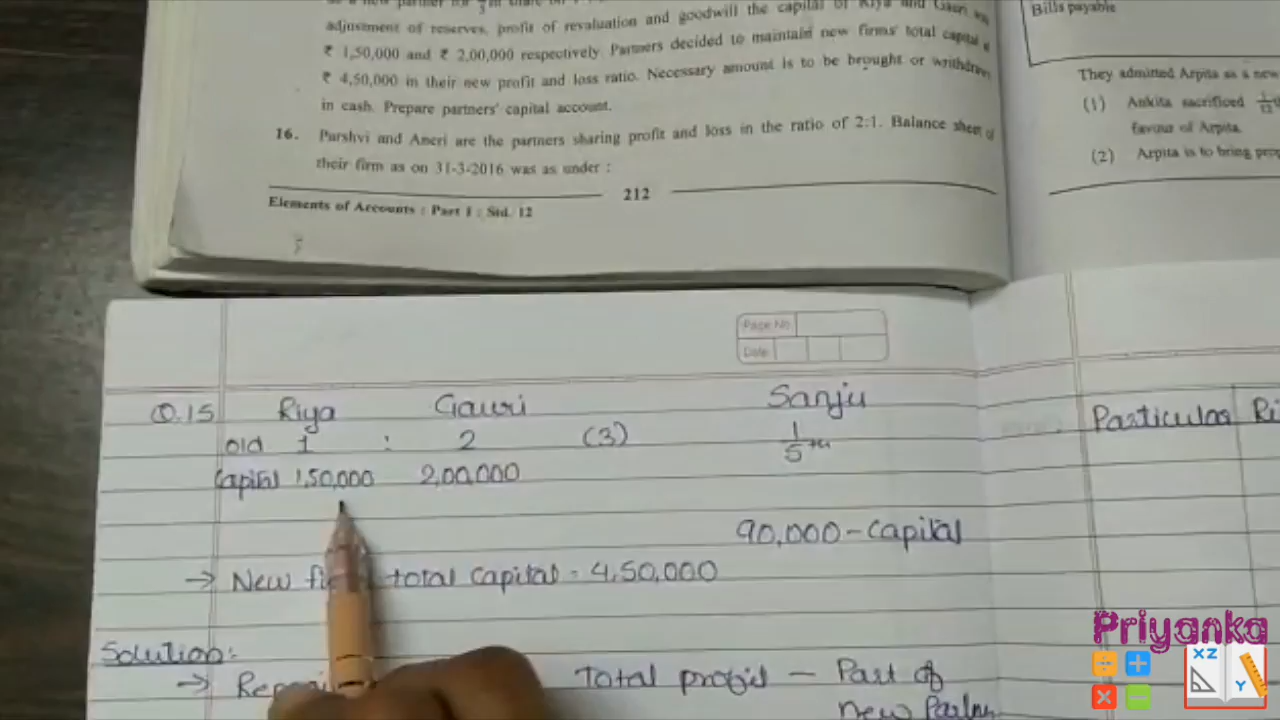 a new partner for
adjustment of reserves, profit of revaluation and goodwill the capital of Riya and Gauri
₹ 1,50,000 and ₹ 2,00,000 respectively. Partners decided to maintain new firms' total capital
₹ 4,50,000 in their new profit and loss ratio. Necessary amount is to be brought or withdrawn
in cash. Prepare partners' capital account.
16. Parshvi and Aneri are the partners sharing profit and loss in the ratio of 2:1. Balance sheet of
their firm as on 31-3-2016 was as under :
212
Elements of Accounts : Part 1 : Std. 12
Bills payable
They admitted Arpita as a new
(1) Ankita sacrificed
favour of Arpita.
(2) Arpita is to bring
Page No
Date
Q.15 Riya Gauri Sanju
old 1 : 2 (3) 1/5 th
Capital 1,50,000 2,00,000
90,000 - Capital
→ New total Capital = 4,50,000
Solution:-
→ Total profit - Part of
new Partner
Particulars
Priyanka
XZ
Y